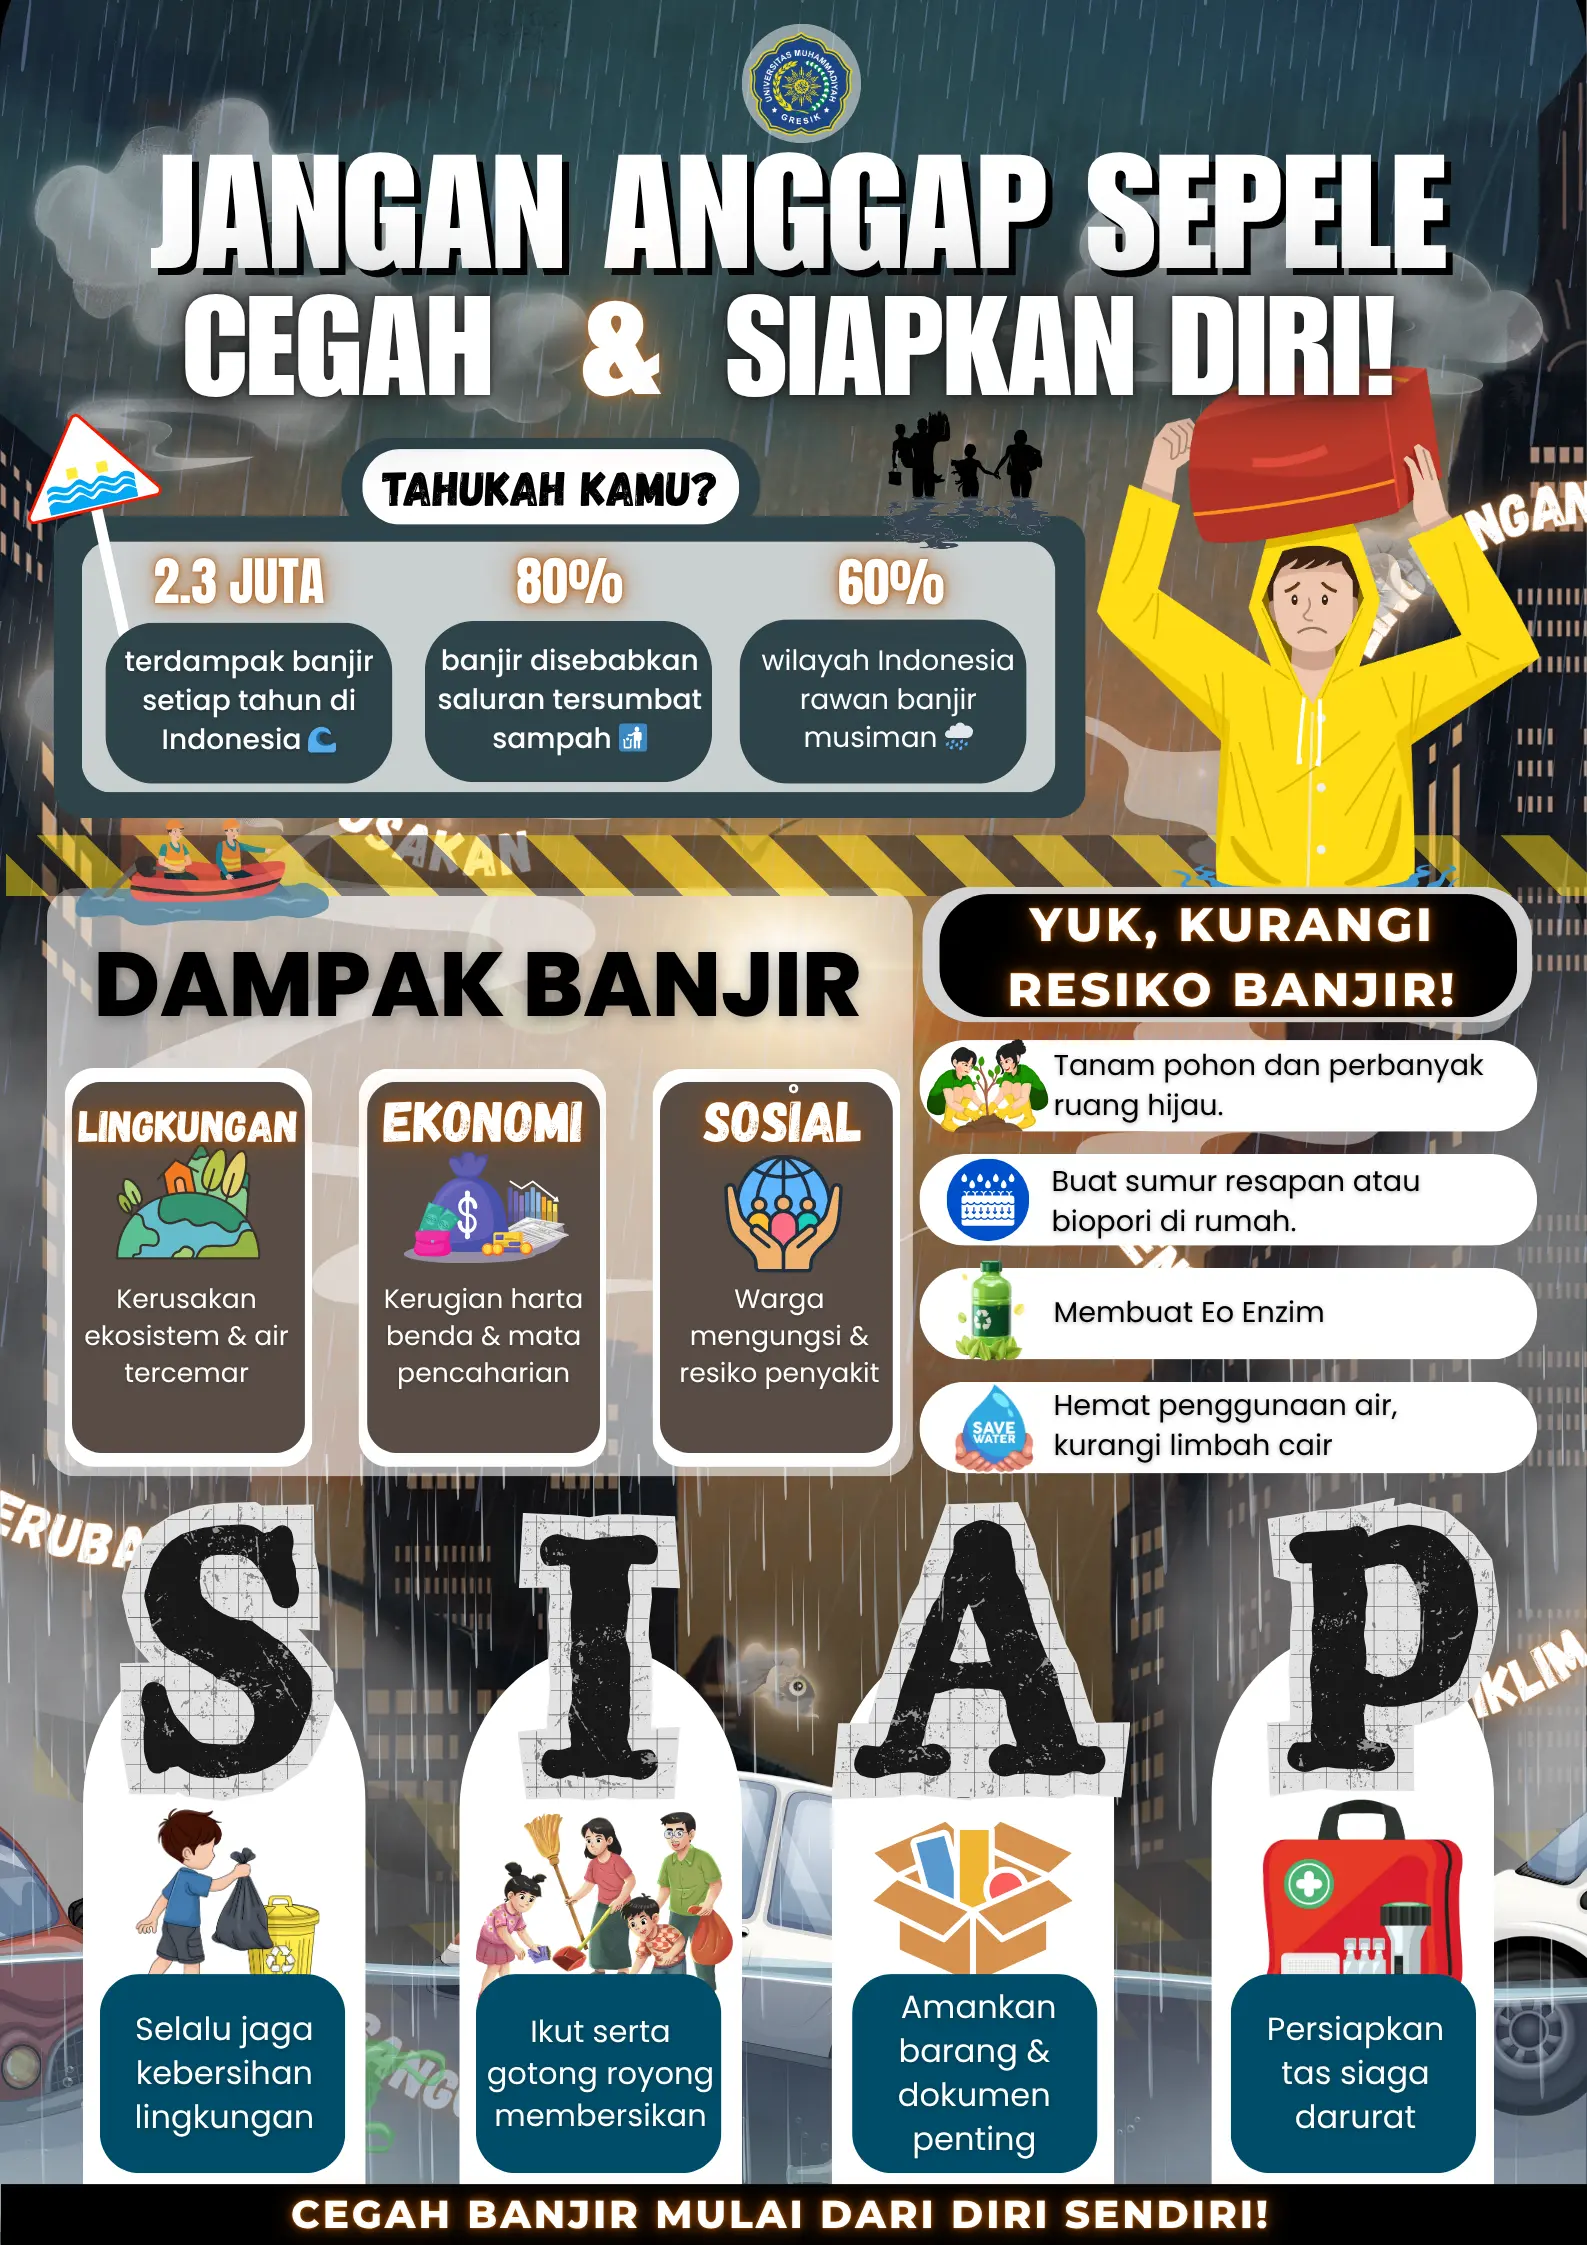 UNIVERSITAS MUHAMMADIYAH
GRESIK
JANGAN ANGGAP SEPELE
CEGAH & SIAPKAN DIRI!
TAHUKAH KAMU?
2.3 JUTA
terdampak banjir
setiap tahun di
Indonesia
80%
banjir disebabkan
saluran tersumbat
sampah
60%
wilayah Indonesia
rawan banjir
musiman
DAMPAK BANJIR
LINGKUNGAN
Kerusakan
ekosistem & air
tercemar
EKONOMI
$
Kerugian harta
benda & mata
pencaharian
SOSIAL
Warga
mengungsi &
resiko penyakit
YUK, KURANGI
RESIKO BANJIR!
Tanam pohon dan perbanyak
ruang hijau.
Buat sumur resapan atau
biopori di rumah.
Membuat Eo Enzim
SAVE
WATER
Hemat penggunaan air,
kurangi limbah cair
ERUBA
IKLIM
S I A P
Selalu jaga
kebersihan
lingkungan
Ikut serta
gotong royong
membersikan
Amankan
barang &
dokumen
penting
Persiapkan
tas siaga
darurat
CEGAH BANJIR MULAI DARI DIRI SENDIRI!